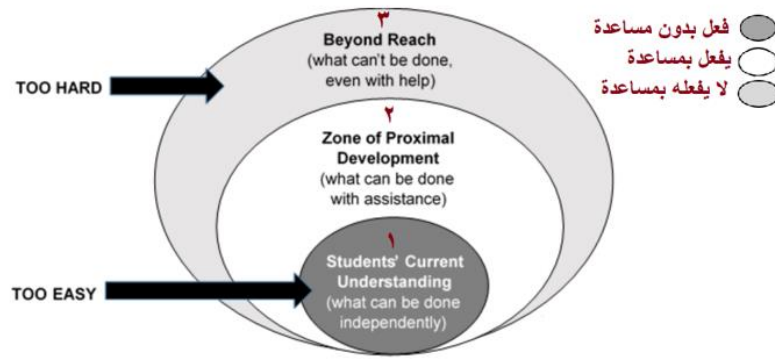 ٣
Beyond Reach
(what can't be done,
even with help)
TOO HARD
٢
Zone of Proximal
Development
(what can be done
with assistance)
١
Students' Current
Understanding
(what can be done
independently)
TOO EASY
فعل بدون مساعدة
يفعل بمساعدة
لا يفعله بمساعدة